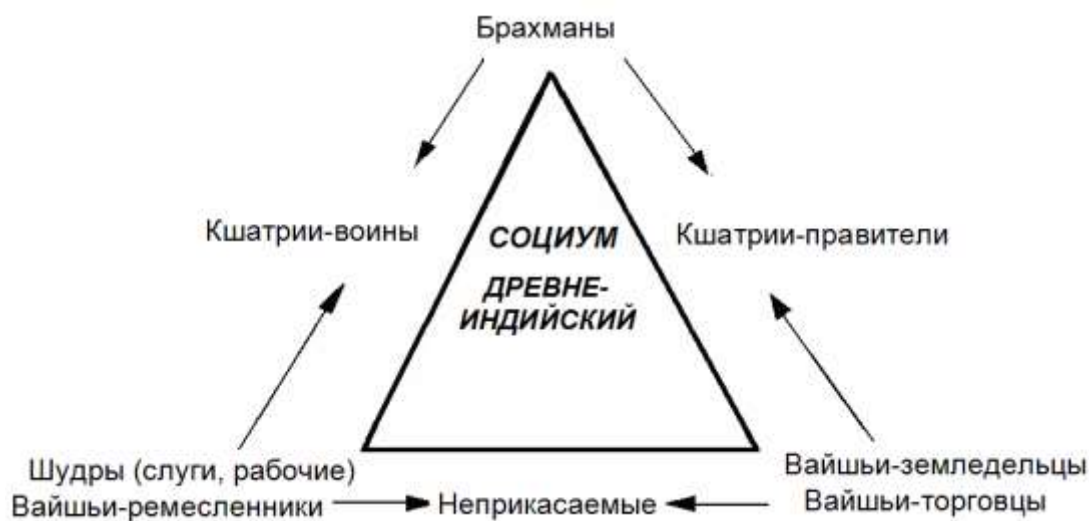 Брахманы
Кшатрии-воины
СОЦИУМ
ДРЕВНЕ-
ИНДИЙСКИЙ
Кшатрии-правители
Шудры (слуги, рабочие)
Вайшьи-ремесленники
Неприкасаемые
Вайшьи-земледельцы
Вайшьи-торговцы